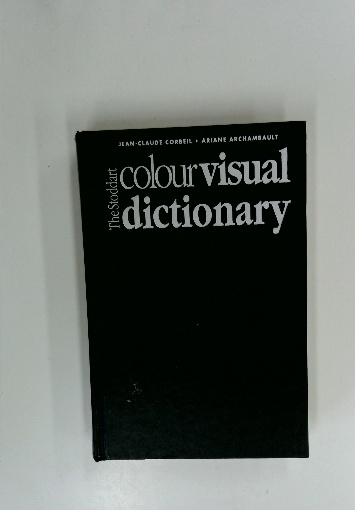 JEAN-CLAUDE CORBEIL • ARIANE ARCHAMBAULT
The Stoddart
colourvisual
dictionary